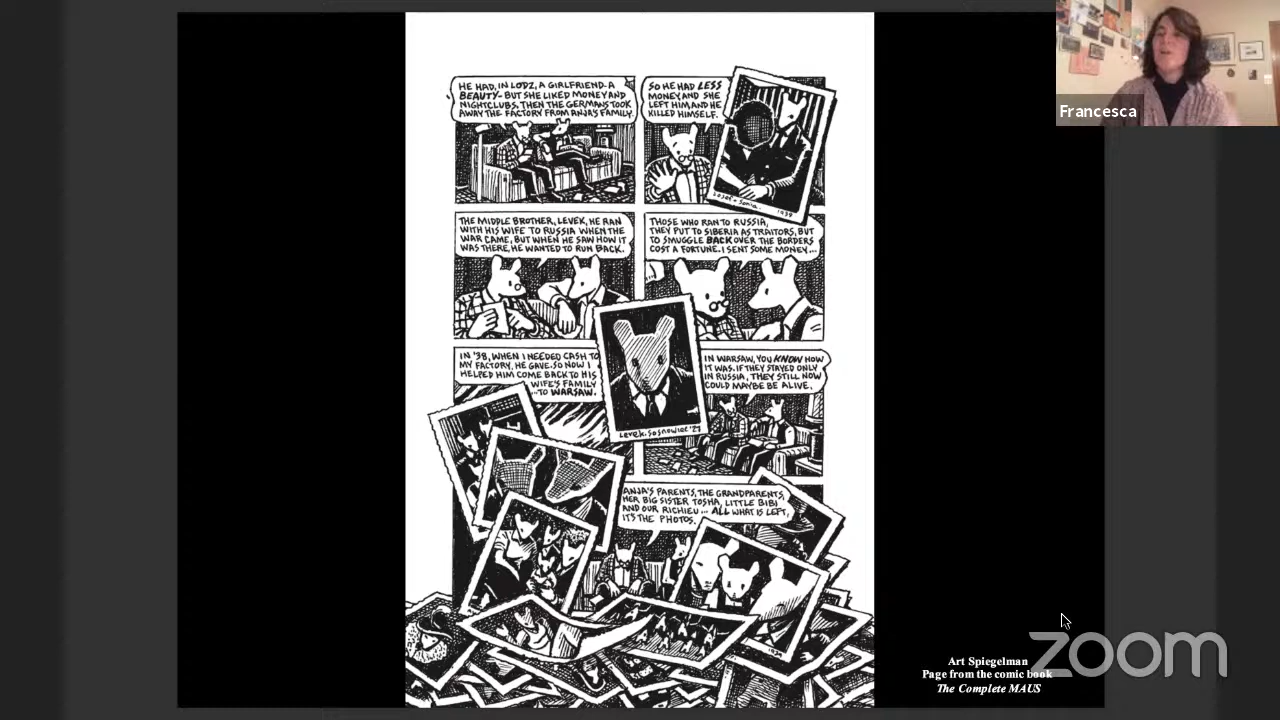 HE HAD, IN LODZ, A GIRLFRIEND. A
BEAUTY - BUT SHE LIKED MONEY AND
NIGHTCLUBS. THEN THE GERMANS TOOK
AWAY THE FACTORY FROM ANJA'S FAMILY.
SO HE HAD LESS
MONEY, AND SHE
LEFT HIM, AND HE
KILLED HIMSELF.
Josef + Sonia.
1939
THE MIDDLE BROTHER, LEVEK, HE RAN
WITH HIS WIFE TO RUSSIA WHEN THE
WAR CAME, BUT WHEN HE SAW HOW IT
WAS THERE, HE WANTED TO RUN BACK.
THOSE WHO RAN TO RUSSIA,
THEY PUT TO SIBERIA AS TRAITORS, BUT
TO SMUGGLE BACK OVER THE BORDERS
COST A FORTUNE. I SENT SOME MONEY...
IN '38, WHEN I NEEDED CASH TO
MY FACTORY, HE GAVE. SO NOW I
HELPED HIM COME BACK TO HIS
WIFE'S FAMILY
...TO WARSAW.
Levek. Sosnowiec '27
IN WARSAW, YOU KNOW HOW
IT WAS. IF THEY STAYED ONLY
IN RUSSIA, THEY STILL NOW
COULD MAYBE BE ALIVE.
ANJA'S PARENTS, THE GRANDPARENTS,
HER BIG SISTER TOSHA, LITTLE BIBI
AND OUR RICHIEU... ALL WHAT IS LEFT,
IT'S THE PHOTOS.
Francesca
Art Spiegelman
Page from the comic book
The Complete MAUS
zoom